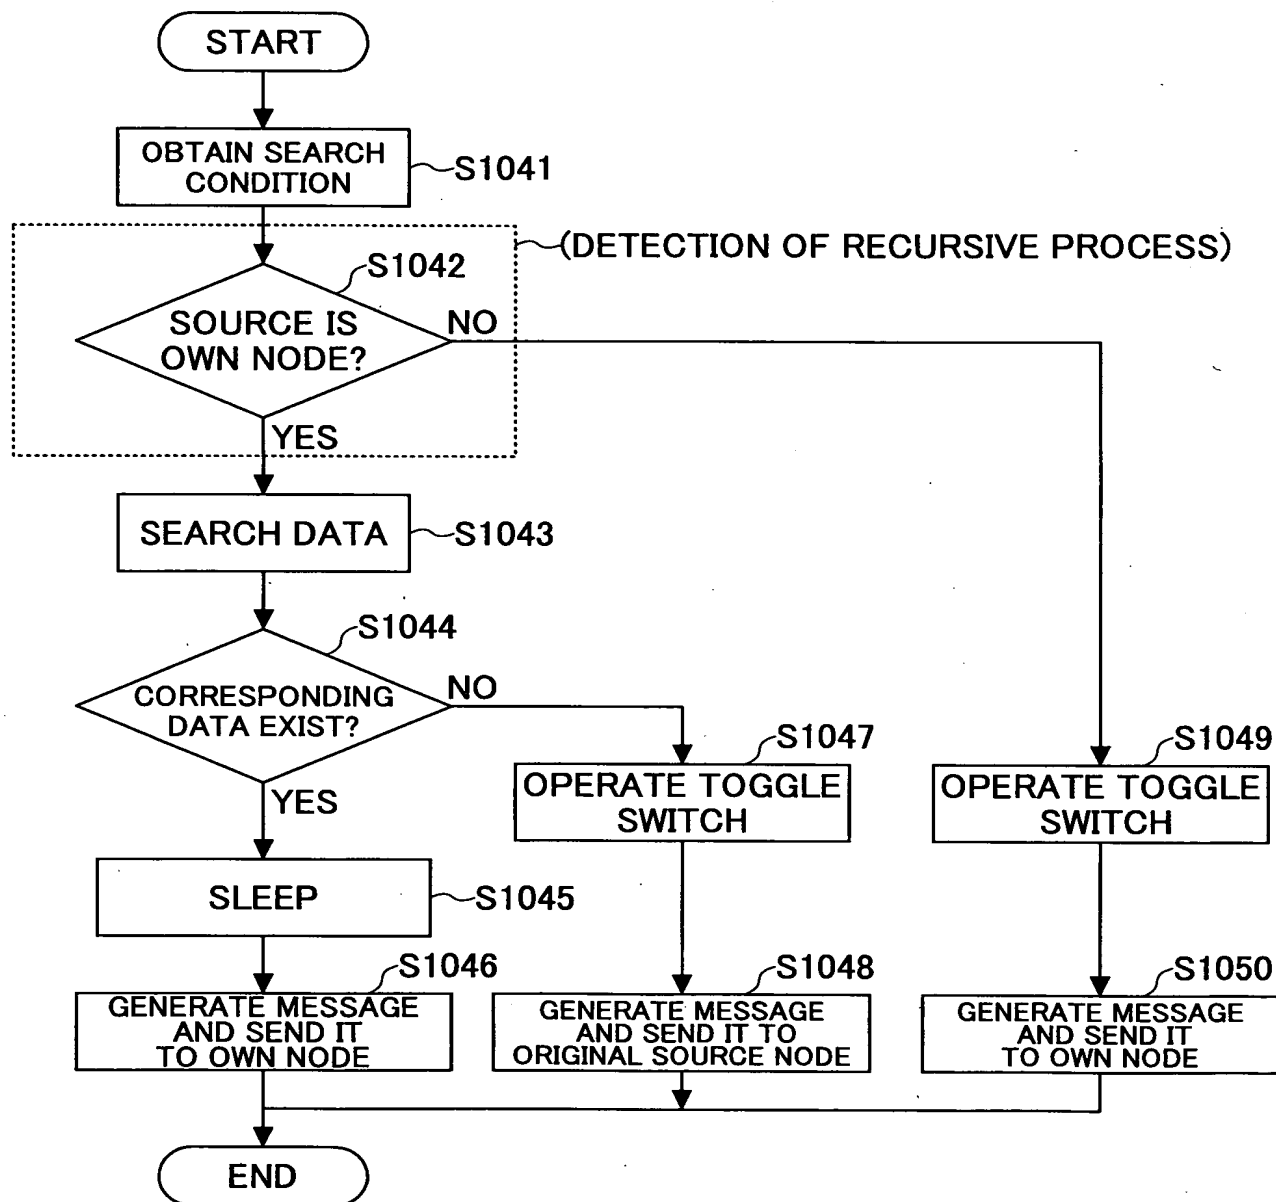 START
OBTAIN SEARCH
CONDITION
S1041
(DETECTION OF RECURSIVE PROCESS)
S1042
SOURCE IS
OWN NODE?
NO
YES
SEARCH DATA
S1043
S1044
CORRESPONDING
DATA EXIST?
NO
YES
S1047
OPERATE TOGGLE
SWITCH
S1049
OPERATE TOGGLE
SWITCH
SLEEP
S1045
S1046
GENERATE MESSAGE
AND SEND IT
TO OWN NODE
S1048
GENERATE MESSAGE
AND SEND IT TO
ORIGINAL SOURCE NODE
S1050
GENERATE MESSAGE
AND SEND IT
TO OWN NODE
END